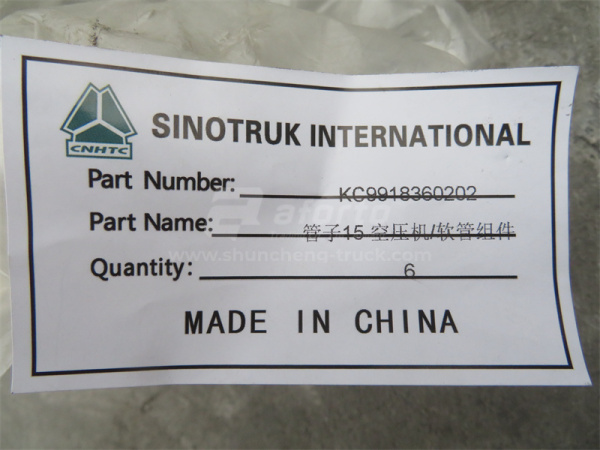 CNHTC
SINOTRUK INTERNATIONAL
Part Number: KC9918360202
Part Name: 管子15 空压机/软管组件
aforto
www.shuncheng-truck.com
Quantity: 6
MADE IN CHINA